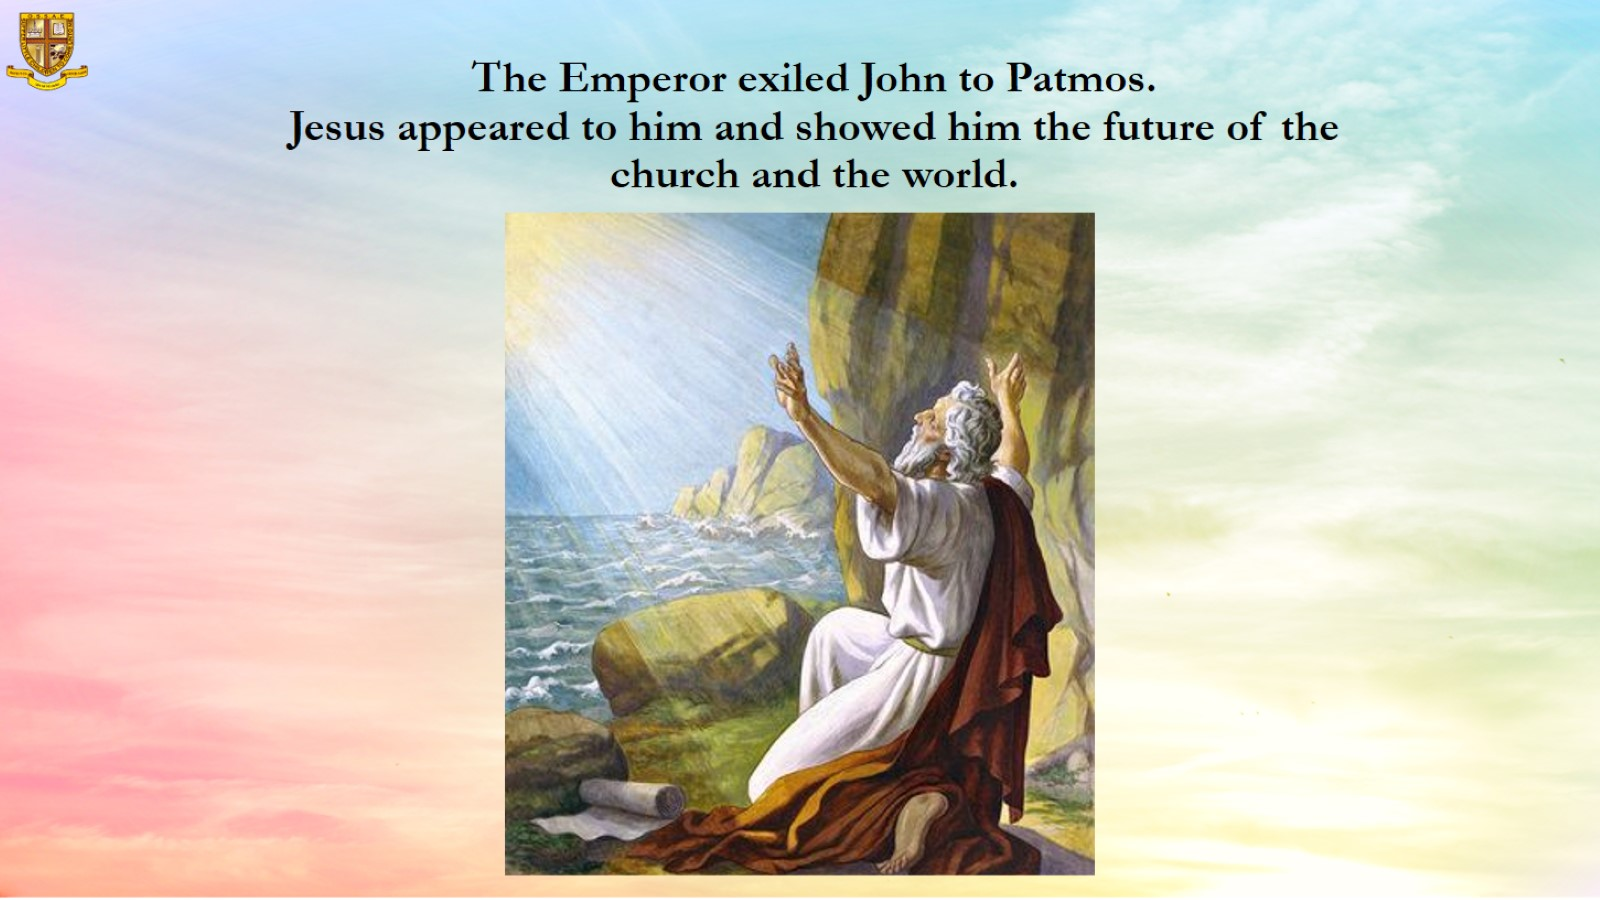 The Emperor exiled John to Patmos.
Jesus appeared to him and showed him the future of the
church and the world.